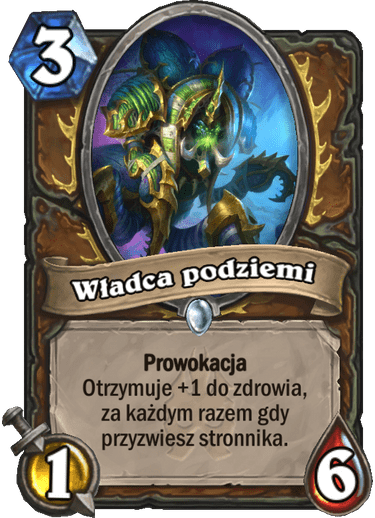 3
Władca podziemi
Prowokacja
Otrzymuje +1 do zdrowia,
za każdym razem gdy
przyzwiesz stronnika.
1
6